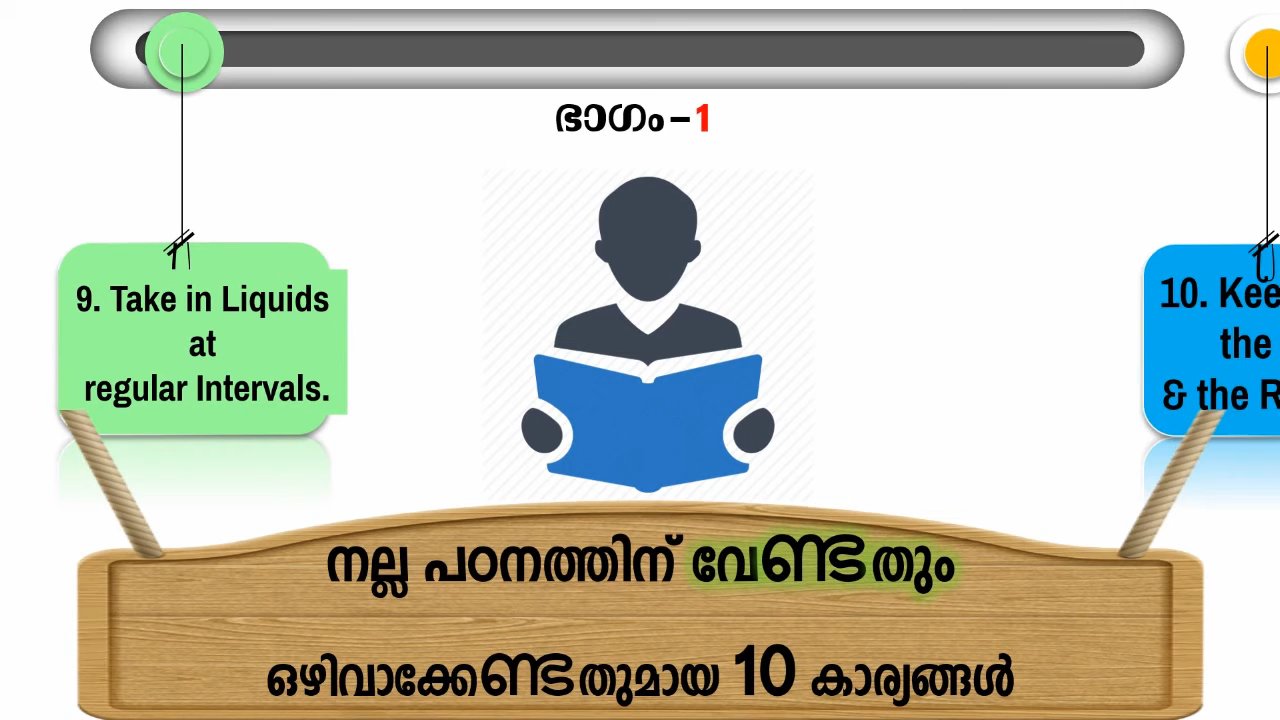 ഭാഗം-1
9. Take in Liquids
at
regular Intervals.
10.
the
& the
നല്ല പഠനത്തിന് വേണ്ടതും
ഒഴിവാക്കേണ്ടതുമായ 10 കാര്യങ്ങൾ